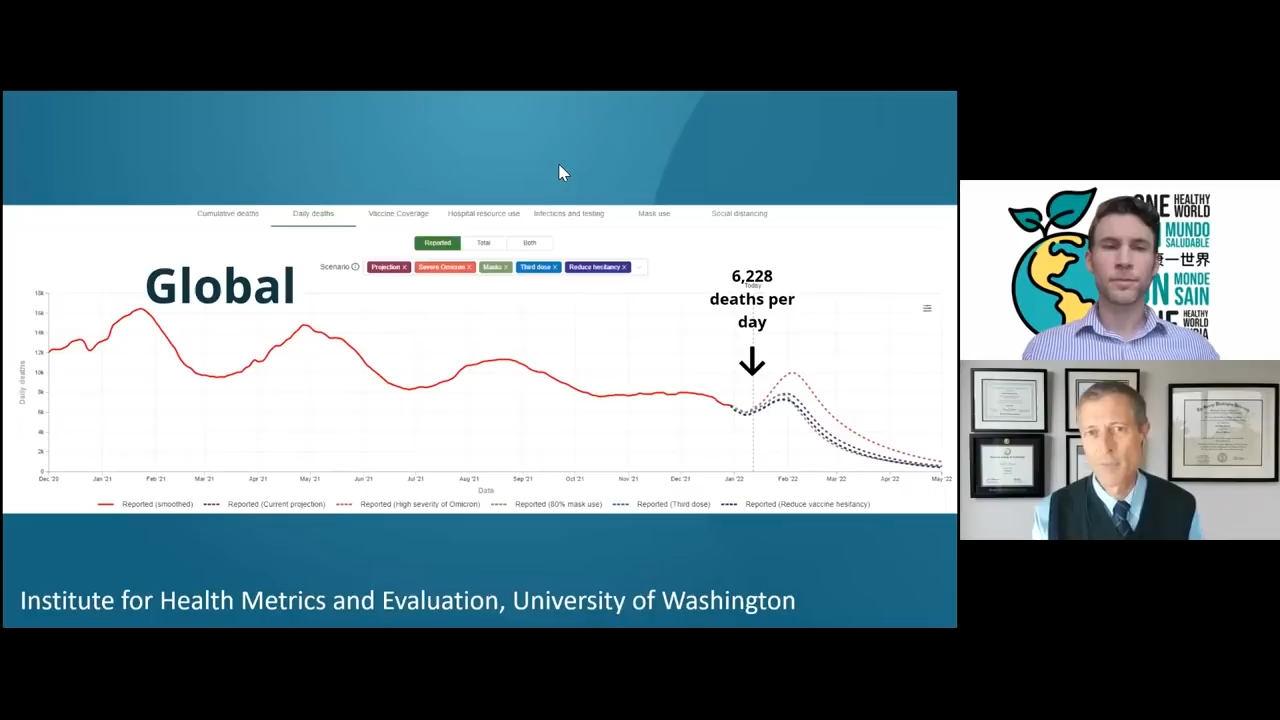 Cumulative deaths Daily deaths Vaccine Coverage Hospital resource use Infections and testing Mask use Social distancing
Reported Total Both
Scenario Projection × Severe Omicron × Masks × Third dose × Reduce hesitancy ×
Global
6,228
Today
deaths per
day
18k
16k
14k
12k
10k
8k
6k
4k
2k
0
Daily deaths
Dec '20 Jan '21 Feb '21 Mar '21 Apr '21 May '21 Jun '21 Jul '21 Aug '21 Sep '21 Oct '21 Nov '21 Dec '21 Jan '22 Feb '22 Mar '22 Apr '22 May '22
Date
Reported (smoothed) Reported (Current projection) Reported (High severity of Omicron) Reported (80% mask use) Reported (Third dose) Reported (Reduce vaccine hesitancy)
Institute for Health Metrics and Evaluation, University of Washington
ONE HEALTHY
WORLD
MUNDO
SALUDABLE
一世界
MONDE
SAIN
HEALTHY
WORLD